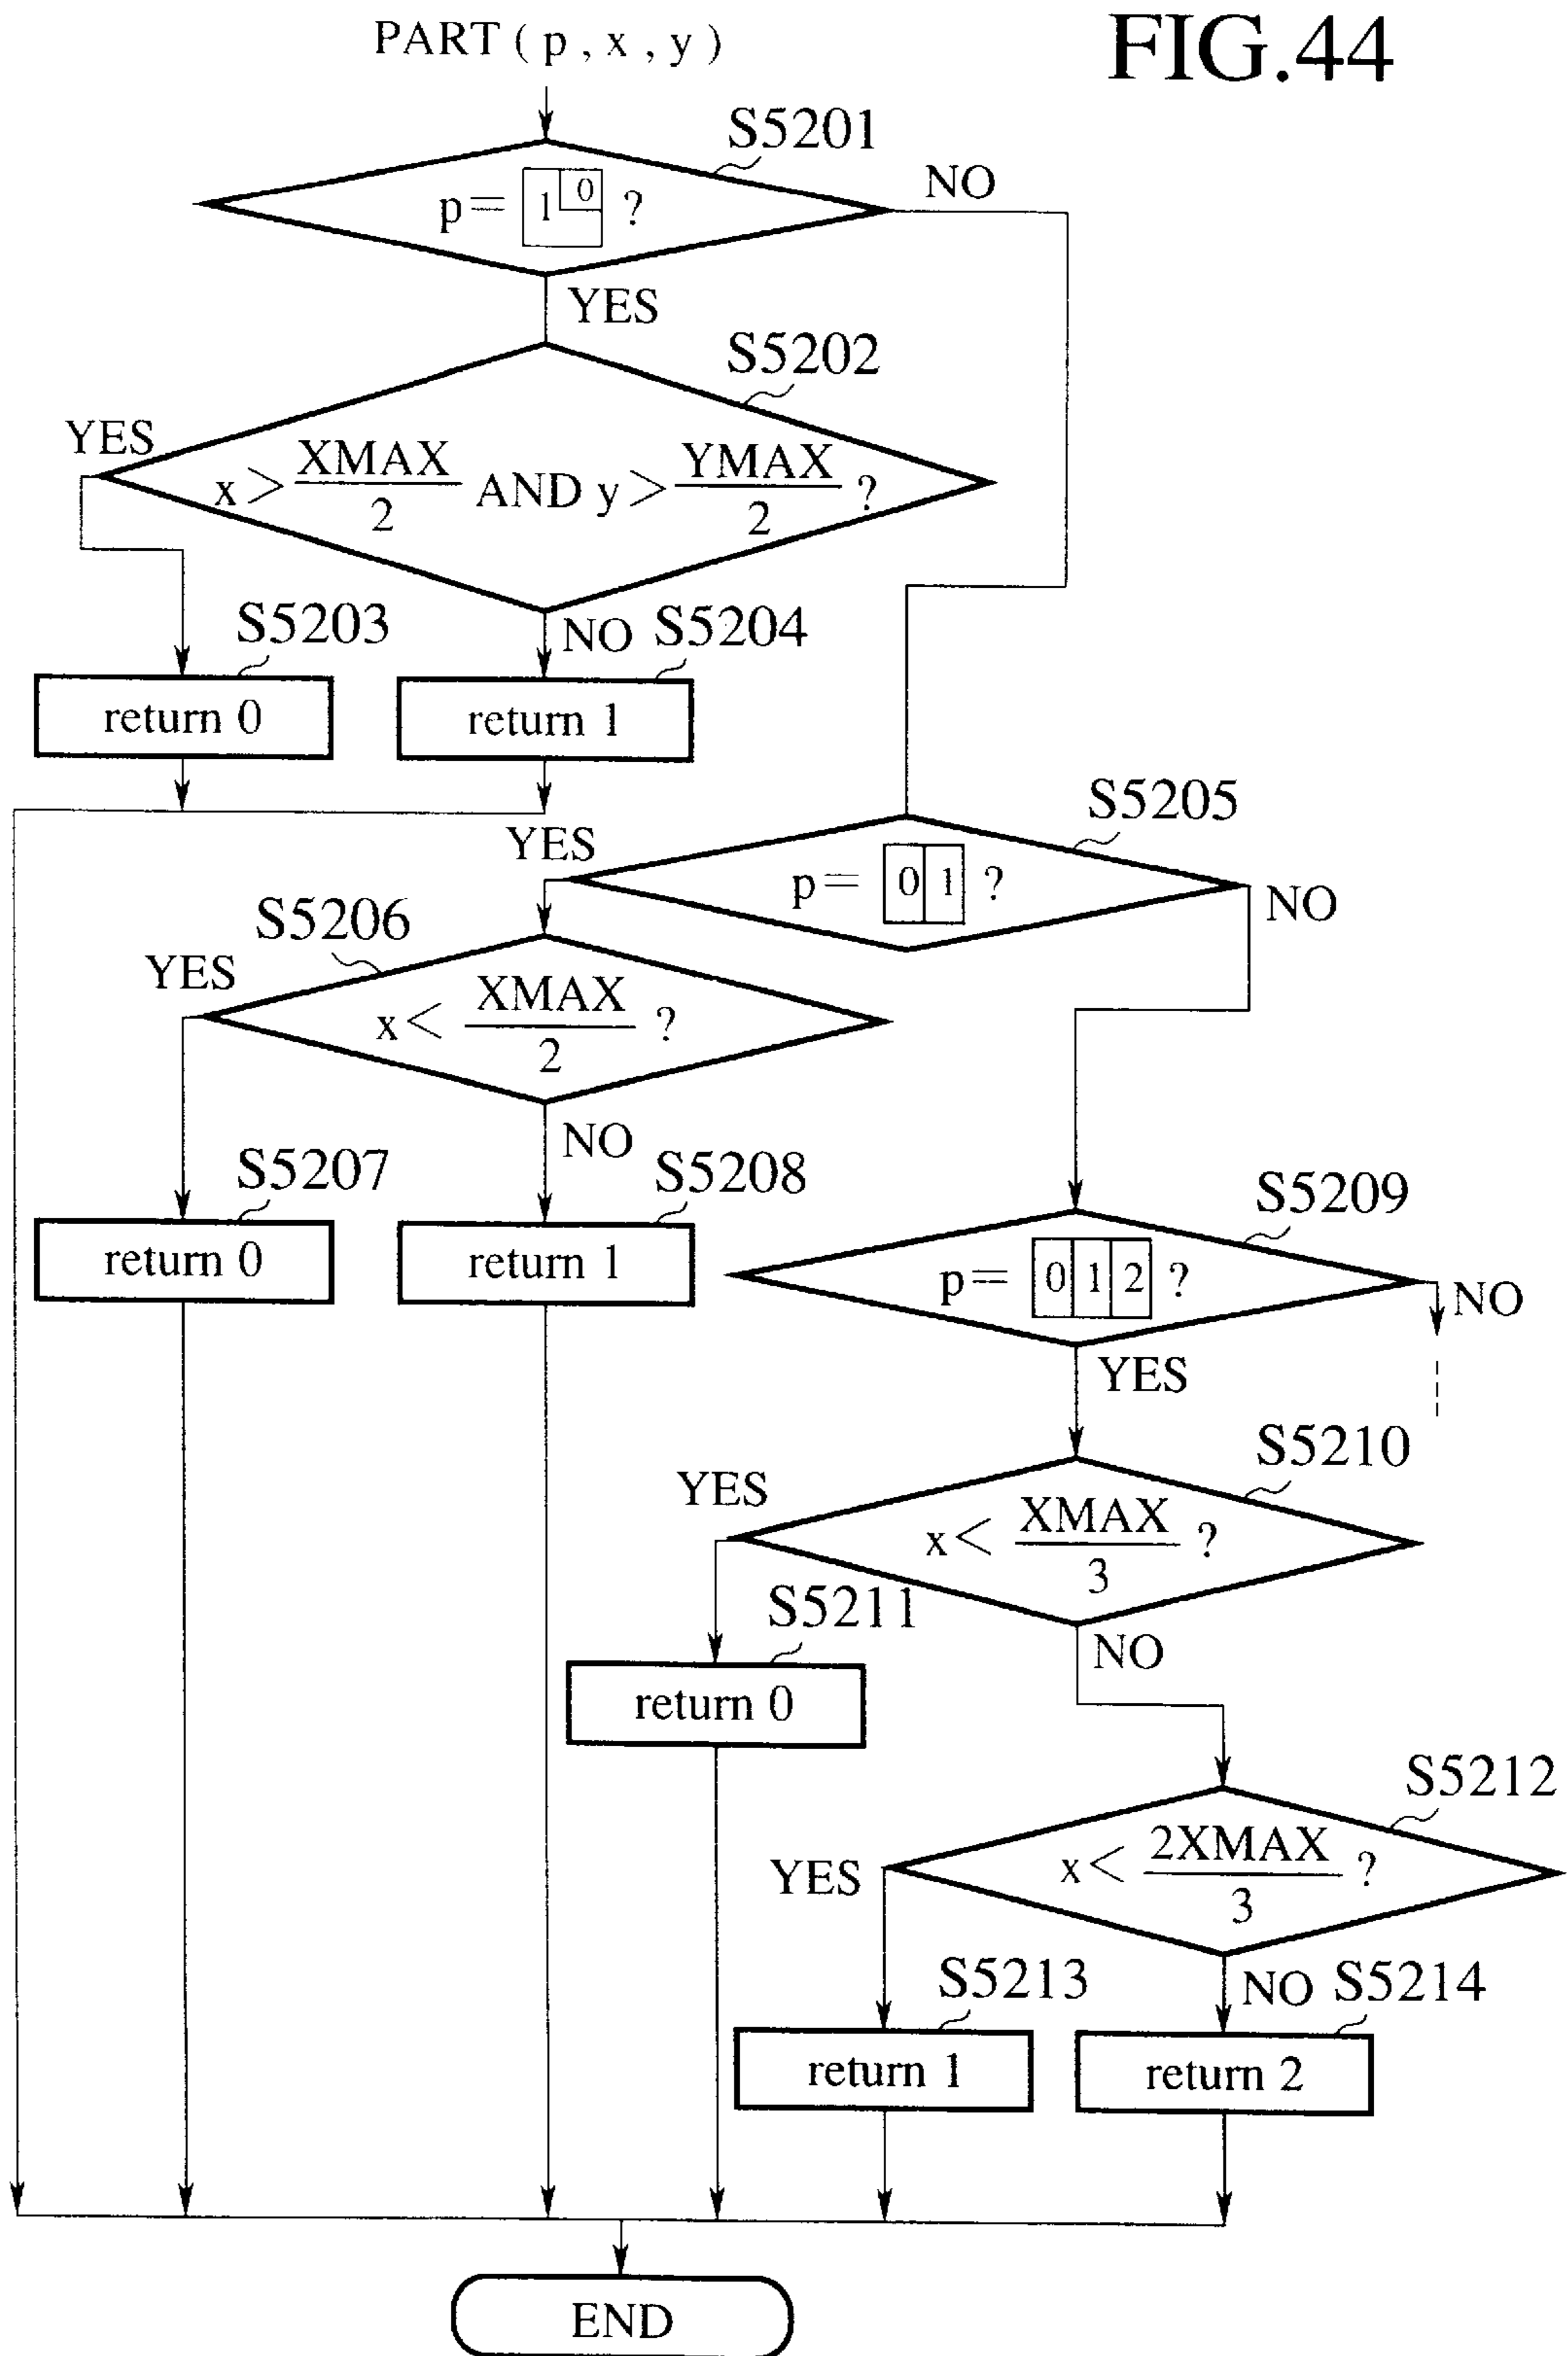 FIG.44
PART ( p , x , y )
S5201
p= 1 0 ?
NO
YES
S5202
YES
x > XMAX/2 AND y > YMAX/2 ?
S5203
NO
S5204
return 0
return 1
S5205
YES
p= 0 1 ?
NO
S5206
YES
x < XMAX/2 ?
NO
S5207
S5208
return 0
return 1
S5209
p= 0 1 2 ?
NO
YES
S5210
YES
x < XMAX/3 ?
S5211
NO
return 0
S5212
x < 2XMAX/3 ?
YES
S5213
NO
S5214
return 1
return 2
END